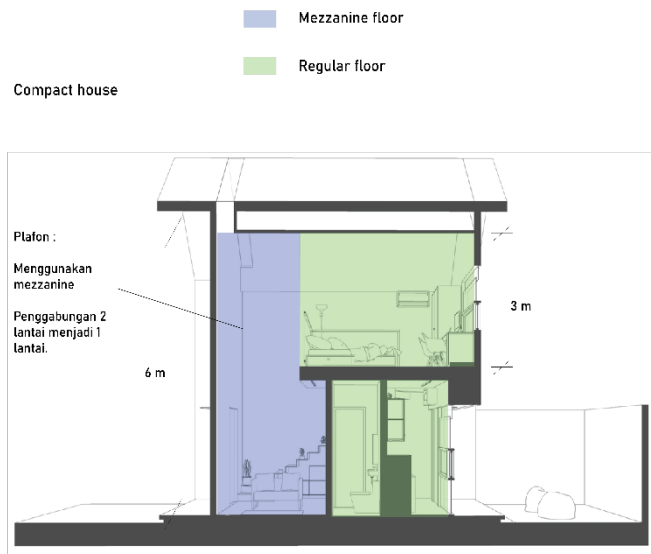 Mezzanine floor
Regular floor
Compact house
Plafon :
Menggunakan
mezzanine
Penggabungan 2
lantai menjadi 1
lantai.
3 m
6 m